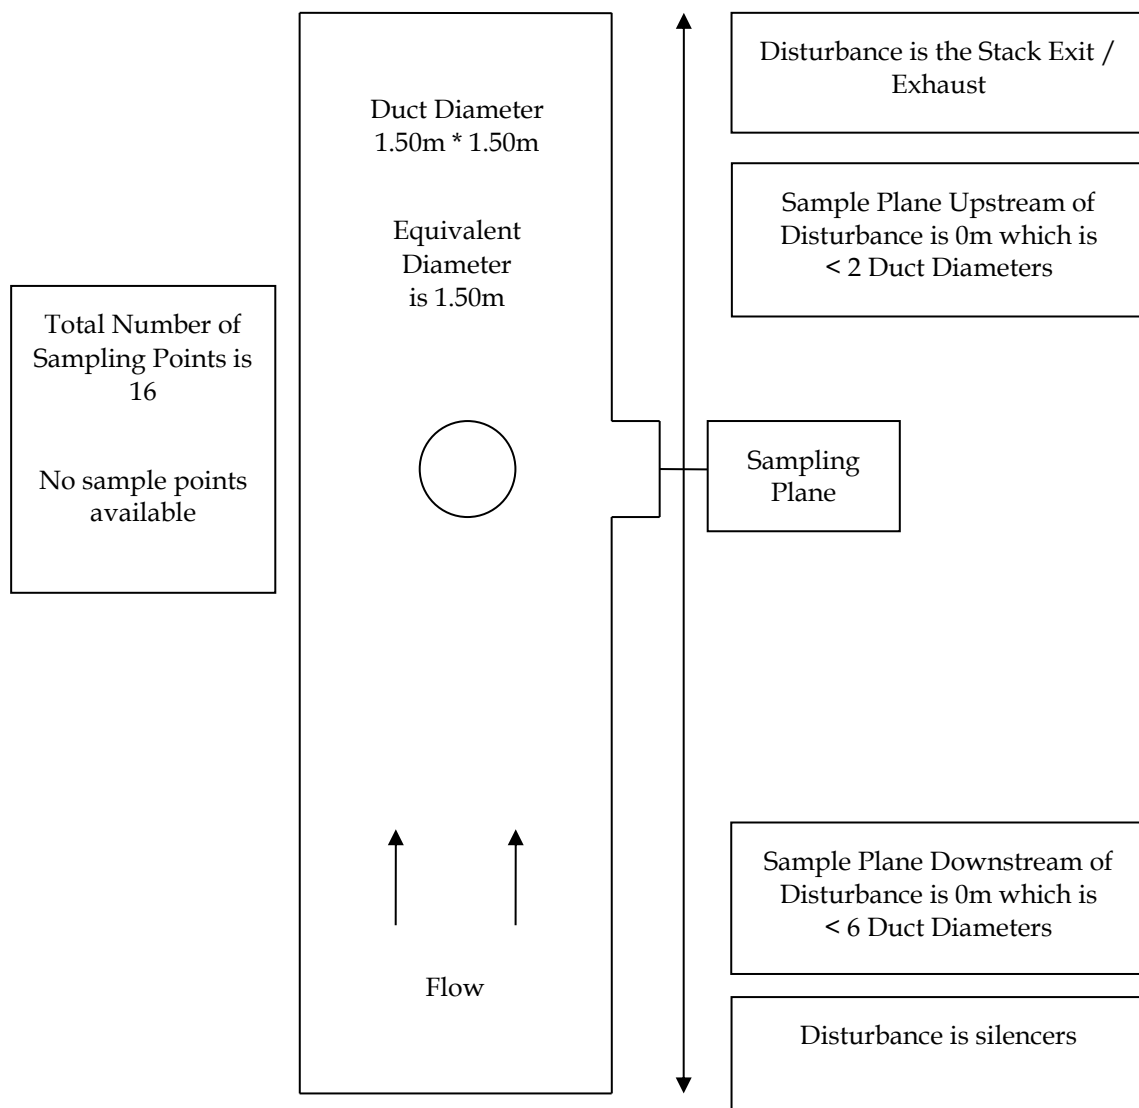 Disturbance is the Stack Exit /
Exhaust
Duct Diameter
1.50m * 1.50m
Sample Plane Upstream of
Disturbance is 0m which is
< 2 Duct Diameters
Equivalent
Diameter
is 1.50m
Total Number of
Sampling Points is
16
No sample points
available
Sampling
Plane
Sample Plane Downstream of
Disturbance is 0m which is
< 6 Duct Diameters
Flow
Disturbance is silencers